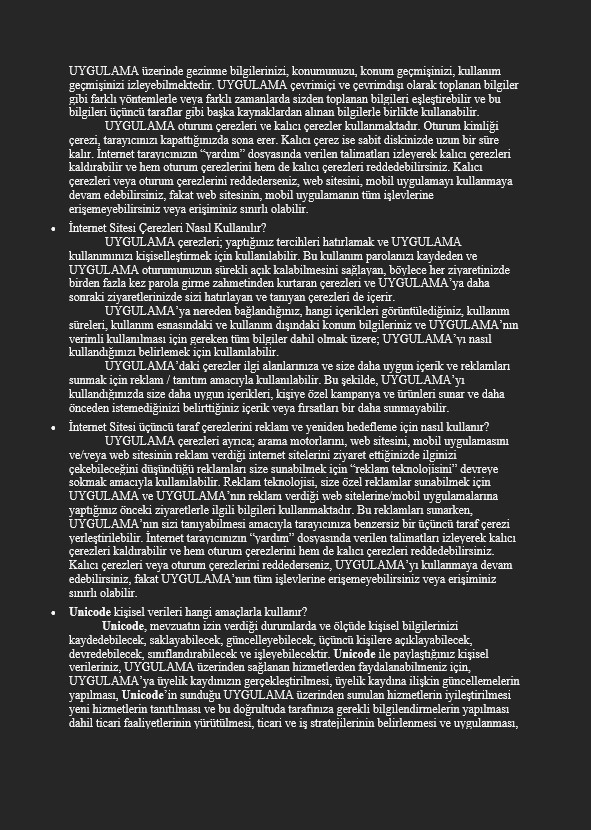 UYGULAMA üzerinde gezinme bilgilerinizi, konumunuzu, konum geçmişinizi, kullanım
geçmişinizi izleyebilmektedir. UYGULAMA çevrimiçi ve çevrimdışı olarak toplanan bilgiler
gibi farklı yöntemlerle veya farklı zamanlarda sizden toplanan bilgileri eşleştirebilir ve bu
bilgileri üçüncü taraflar gibi başka kaynaklardan alınan bilgilerle birlikte kullanabilir.
UYGULAMA oturum çerezleri ve kalıcı çerezler kullanmaktadır. Oturum kimliği
çerezi, tarayıcınızı kapattığınızda sona erer. Kalıcı çerez ise sabit diskinizde uzun bir süre
kalır. İnternet tarayıcınızın “yardım” dosyasında verilen talimatları izleyerek kalıcı çerezleri
kaldırabilir ve hem oturum çerezlerini hem de kalıcı çerezleri reddedebilirsiniz. Kalıcı
çerezleri veya oturum çerezlerini reddederseniz, web sitesini, mobil uygulamayı kullanmaya
devam edebilirsiniz, fakat web sitesinin, mobil uygulamanın tüm işlevlerine
erişemeyebilirsiniz veya erişiminiz sınırlı olabilir.
• İnternet Sitesi Çerezleri Nasıl Kullanılır?
UYGULAMA çerezleri; yaptığınız tercihleri hatırlamak ve UYGULAMA
kullanımınızı kişiselleştirmek için kullanılabilir. Bu kullanım parolanızı kaydeden ve
UYGULAMA oturumunuzun sürekli açık kalabilmesini sağlayan, böylece her ziyaretinizde
birden fazla kez parola girme zahmetinden kurtaran çerezleri ve UYGULAMA’ya daha
sonraki ziyaretlerinizde sizi hatırlayan ve tanıyan çerezleri de içerir.
UYGULAMA’ya nereden bağlandığınız, hangi içerikleri görüntülediğiniz, kullanım
süreleri, kullanım esnasındaki ve kullanım dışındaki konum bilgileriniz ve UYGULAMA’nın
verimli kullanılması için gereken tüm bilgiler dahil olmak üzere; UYGULAMA’yı nasıl
kullandığınızı belirlemek için kullanılabilir.
UYGULAMA’daki çerezler ilgi alanlarınıza ve size daha uygun içerik ve reklamları
sunmak için reklam / tanıtım amacıyla kullanılabilir. Bu şekilde, UYGULAMA’yı
kullandığınızda size daha uygun içerikleri, kişiye özel kampanya ve ürünleri sunar ve daha
önceden istemediğinizi belirttiğiniz içerik veya fırsatları bir daha sunmayabilir.
• İnternet Sitesi üçüncü taraf çerezlerini reklam ve yeniden hedefleme için nasıl kullanır?
UYGULAMA çerezleri ayrıca; arama motorlarını, web sitesini, mobil uygulamasını
ve/veya web sitesinin reklam verdiği internet sitelerini ziyaret ettiğinizde ilginizi
çekebileceğini düşündüğü reklamları size sunabilmek için “reklam teknolojisini” devreye
sokmak amacıyla kullanılabilir. Reklam teknolojisi, size özel reklamlar sunabilmek için
UYGULAMA ve UYGULAMA’nın reklam verdiği web sitelerine/mobil uygulamalarına
yaptığınız önceki ziyaretlerle ilgili bilgileri kullanmaktadır. Bu reklamları sunarken,
UYGULAMA’nın sizi tanıyabilmesi amacıyla tarayıcınıza benzersiz bir üçüncü taraf çerezi
yerleştirilebilir. İnternet tarayıcınızın “yardım” dosyasında verilen talimatları izleyerek kalıcı
çerezleri kaldırabilir ve hem oturum çerezlerini hem de kalıcı çerezleri reddedebilirsiniz.
Kalıcı çerezleri veya oturum çerezlerini reddederseniz, UYGULAMA’yı kullanmaya devam
edebilirsiniz, fakat UYGULAMA’nın tüm işlevlerine erişemeyebilirsiniz veya erişiminiz
sınırlı olabilir.
• Unicode kişisel verileri hangi amaçlarla kullanır?
Unicode, mevzuatın izin verdiği durumlarda ve ölçüde kişisel bilgilerinizi
kaydedebilecek, saklayabilecek, güncelleyebilecek, üçüncü kişilere açıklayabilecek,
devredebilecek, sınıflandırabilecek ve işleyebilecektir. Unicode ile paylaştığınız kişisel
verileriniz, UYGULAMA üzerinden sağlanan hizmetlerden faydalanabilmeniz için,
UYGULAMA’ya üyelik kaydınızın gerçekleştirilmesi, üyelik kaydına ilişkin güncellemelerin
yapılması, Unicode’in sunduğu UYGULAMA üzerinden sunulan hizmetlerin iyileştirilmesi
yeni hizmetlerin tanıtılması ve bu doğrultuda tarafınıza gerekli bilgilendirmelerin yapılması
dahil ticari faaliyetlerinin yürütülmesi, ticari ve iş stratejilerinin belirlenmesi ve uygulanması,